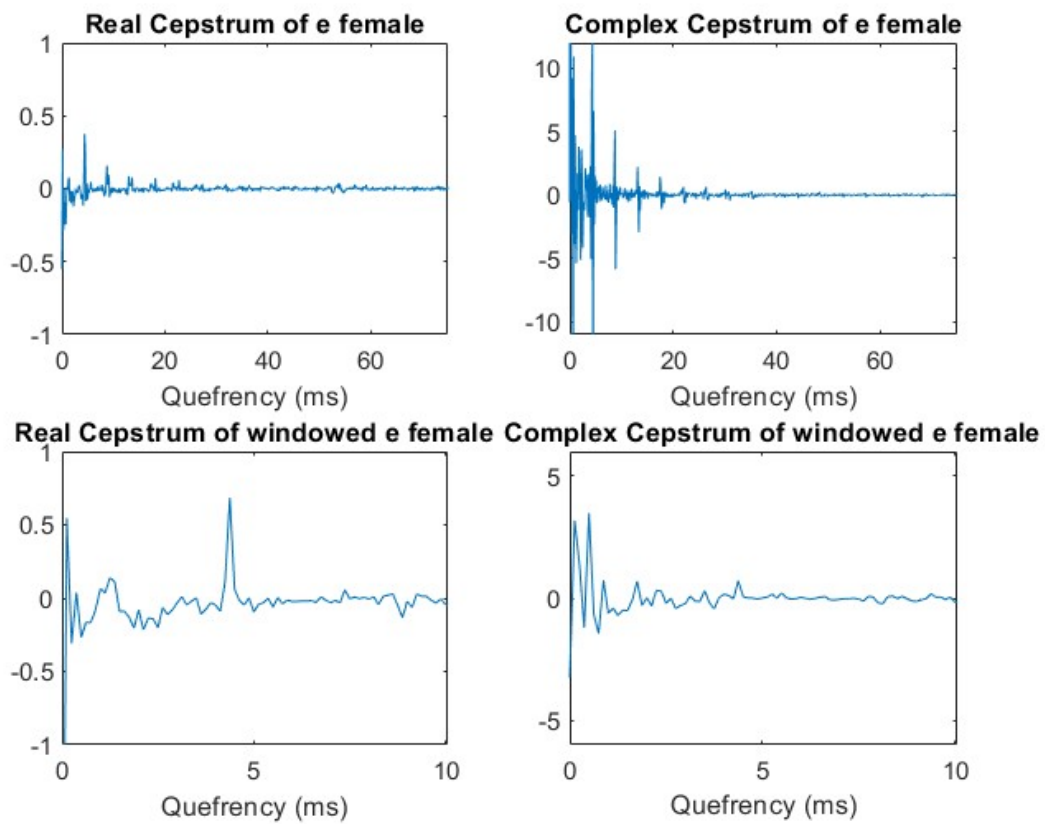 Real Cepstrum of e female
1
0.5
0
-0.5
-1
0 20 40 60
Quefrency (ms)
Complex Cepstrum of e female
10
5
0
-5
-10
0 20 40 60
Quefrency (ms)
Real Cepstrum of windowed e female
1
0.5
0
-0.5
-1
0 5 10
Quefrency (ms)
Complex Cepstrum of windowed e female
5
0
-5
0 5 10
Quefrency (ms)